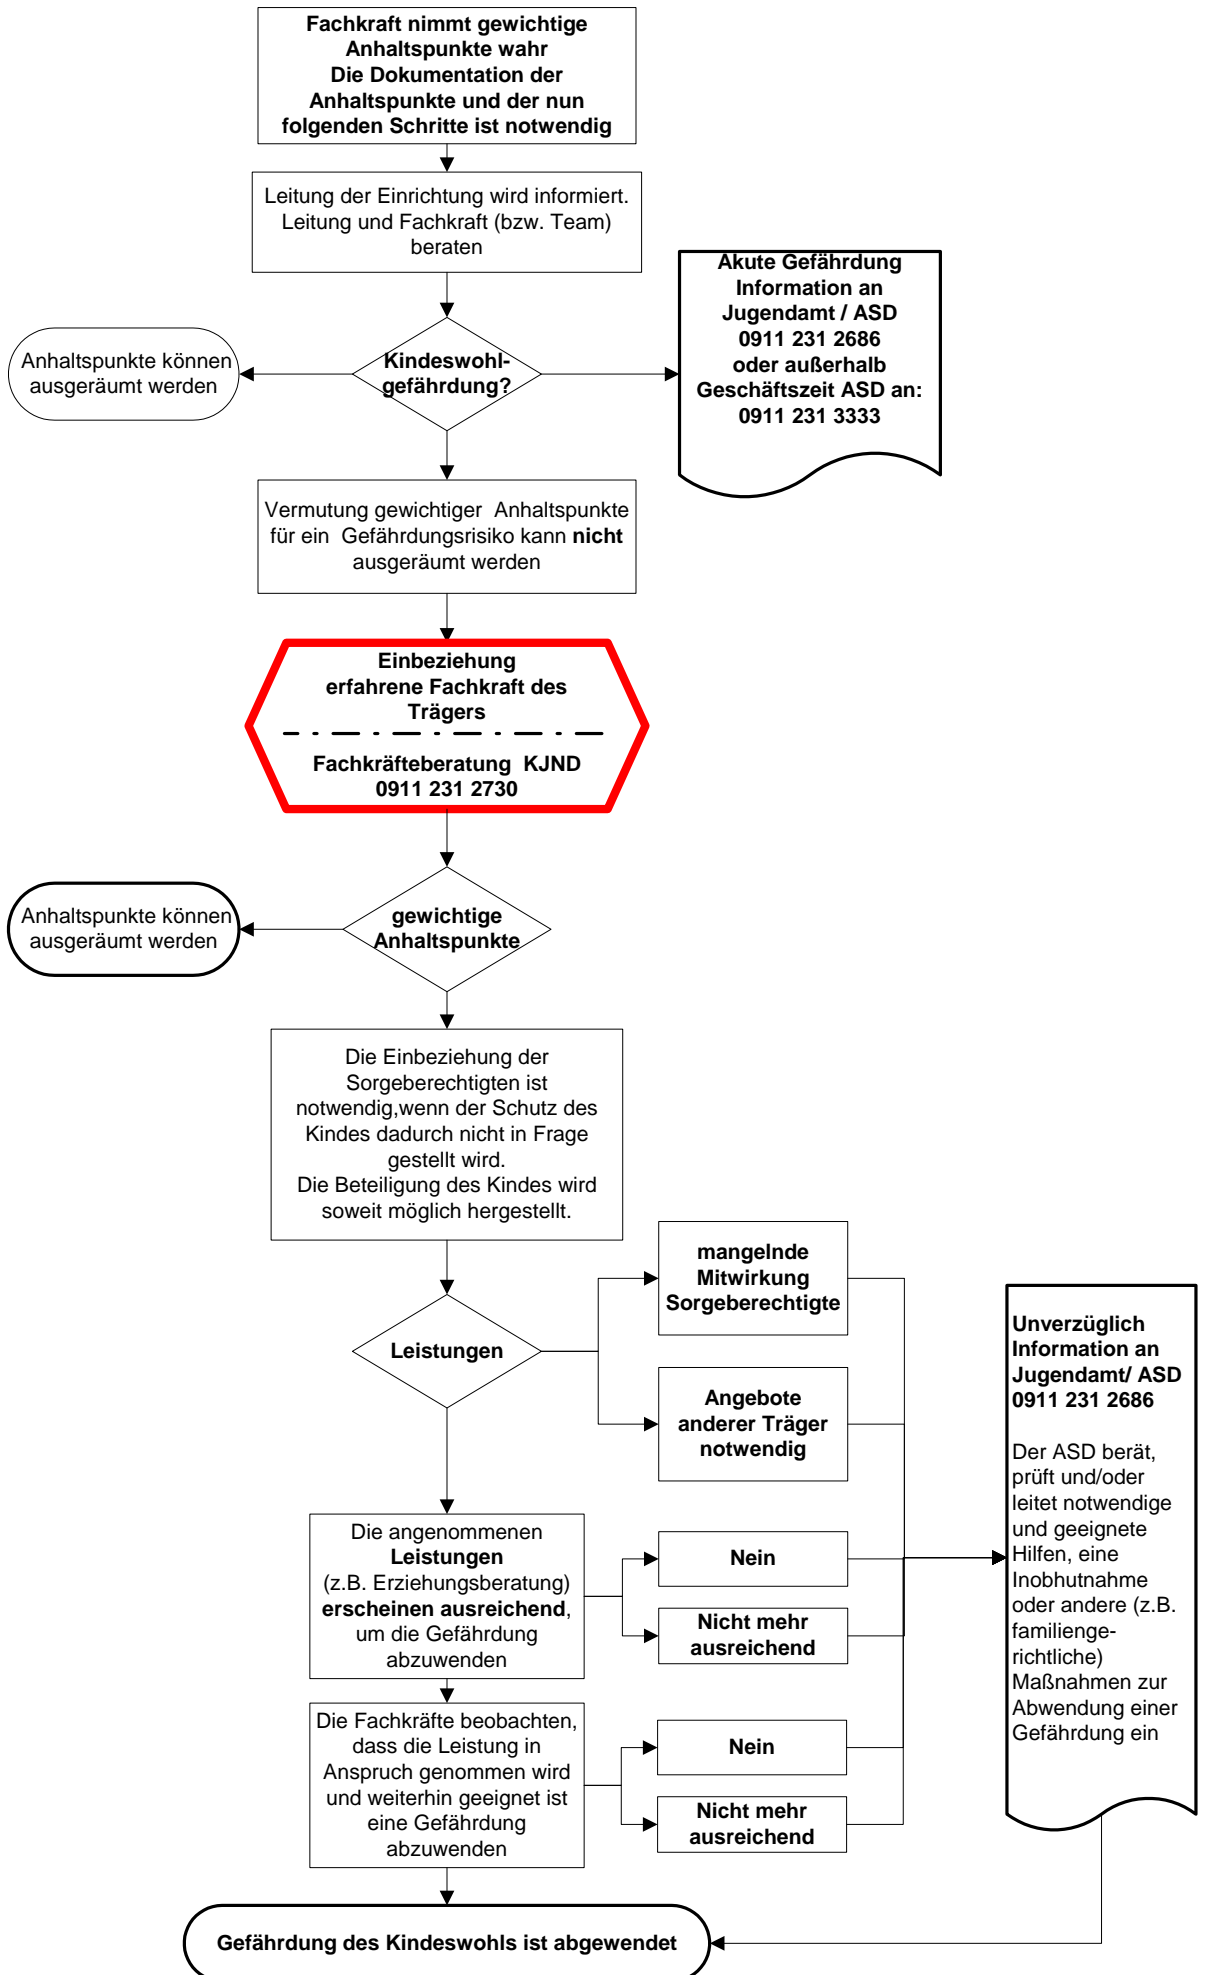 Fachkraft nimmt gewichtige
Anhaltspunkte wahr
Die Dokumentation der
Anhaltspunkte und der nun
folgenden Schritte ist notwendig
Leitung der Einrichtung wird informiert.
Leitung und Fachkraft (bzw. Team)
beraten
Akute Gefährdung
Information an
Jugendamt / ASD
0911 231 2686
oder außerhalb
Geschäftszeit ASD an:
0911 231 3333
Anhaltspunkte können
ausgeräumt werden
Kindeswohl-
gefährdung?
Vermutung gewichtiger  Anhaltspunkte
für ein  Gefährdungsrisiko kann nicht
ausgeräumt werden
Einbeziehung
erfahrene Fachkraft des
Trägers
Fachkräfteberatung  KJND
0911 231 2730
Anhaltspunkte können
ausgeräumt werden
gewichtige
Anhaltspunkte
Die Einbeziehung der
Sorgeberechtigten ist
notwendig,wenn der Schutz des
Kindes dadurch nicht in Frage
gestellt wird.
Die Beteiligung des Kindes wird
soweit möglich hergestellt.
mangelnde
Mitwirkung
Sorgeberechtigte
Leistungen
Angebote
anderer Träger
notwendig
Unverzüglich
Information an
Jugendamt/ ASD
0911 231 2686
Der ASD berät,
prüft und/oder
leitet notwendige
und geeignete
Hilfen, eine
Inobhutnahme
oder andere (z.B.
familienge-
richtliche)
Maßnahmen zur
Abwendung einer
Gefährdung ein
Die angenommenen
Leistungen
(z.B. Erziehungsberatung)
erscheinen ausreichend,
um die Gefährdung
abzuwenden
Nein
Nicht mehr
ausreichend
Die Fachkräfte beobachten,
dass die Leistung in
Anspruch genommen wird
und weiterhin geeignet ist
eine Gefährdung
abzuwenden
Nein
Nicht mehr
ausreichend
Gefährdung des Kindeswohls ist abgewendet